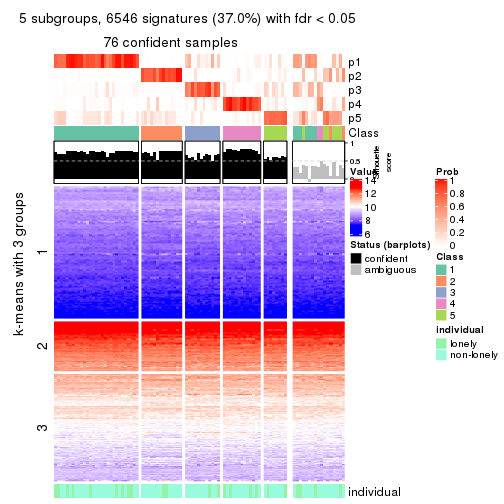 5 subgroups, 6546 signatures (37.0%) with fdr < 0.05
76 confident samples
p1
p2
p3
p4
p5
Class
1
0.5
silhouette
score
k-means with 3 groups
1
2
3
Value
14
12
10
8
6
Status (barplots)
confident
ambiguous
Prob
1
0.8
0.6
0.4
0.2
0
Class
1
2
3
4
5
individual
lonely
non-lonely
individual